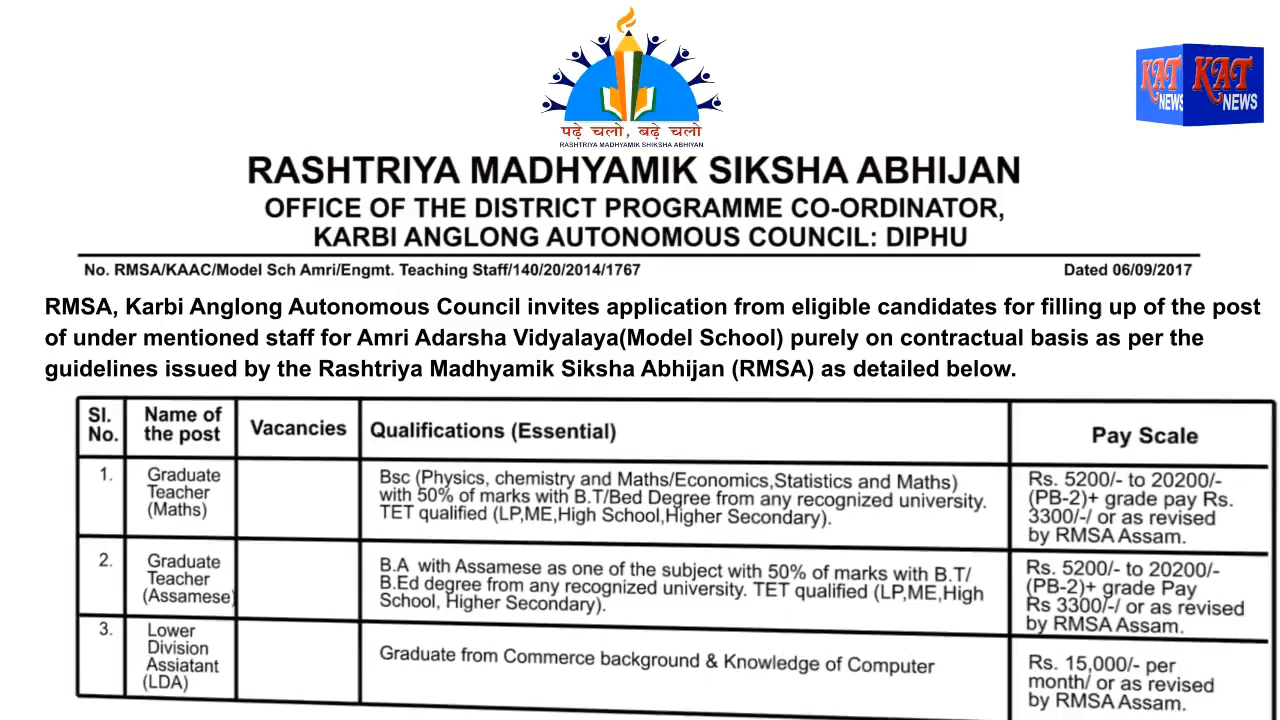 पढ़े चलो, बढ़े चलो
RASHTRIYA MADHYAMIK SHIKSHA ABHIYAN
KAT NEWS
KAT NEWS
RASHTRIYA MADHYAMIK SIKSHA ABHIJAN
OFFICE OF THE DISTRICT PROGRAMME CO-ORDINATOR,
KARBI ANGLONG AUTONOMOUS COUNCIL: DIPHU
No. RMSA/KAAC/Model Sch Amri/Engmt. Teaching Staff/140/20/2014/1767 Dated 06/09/2017
RMSA, Karbi Anglong Autonomous Council invites application from eligible candidates for filling up of the post
of under mentioned staff for Amri Adarsha Vidyalaya(Model School) purely on contractual basis as per the
guidelines issued by the Rashtriya Madhyamik Siksha Abhijan (RMSA) as detailed below.
Sl.
No.
Name of
the post
Vacancies
Qualifications (Essential)
Pay Scale
1.
Graduate
Teacher
(Maths)
Bsc (Physics, chemistry and Maths/Economics,Statistics and Maths)
with 50% of marks with B.T/Bed Degree from any recognized university.
TET qualified (LP,ME,High School,Higher Secondary).
Rs. 5200/- to 20200/-
(PB-2)+ grade pay Rs.
3300/-/ or as revised
by RMSA Assam.
2.
Graduate
Teacher
(Assamese)
B.A with Assamese as one of the subject with 50% of marks with B.T/
B.Ed degree from any recognized university. TET qualified (LP,ME,High
School, Higher Secondary).
Rs. 5200/- to 20200/-
(PB-2)+ grade Pay
Rs 3300/-/ or as revised
by RMSA Assam.
3.
Lower
Division
Assiatant
(LDA)
Graduate from Commerce background & Knowledge of Computer
Rs. 15,000/- per
month/ or as revised
by RMSA Assam.